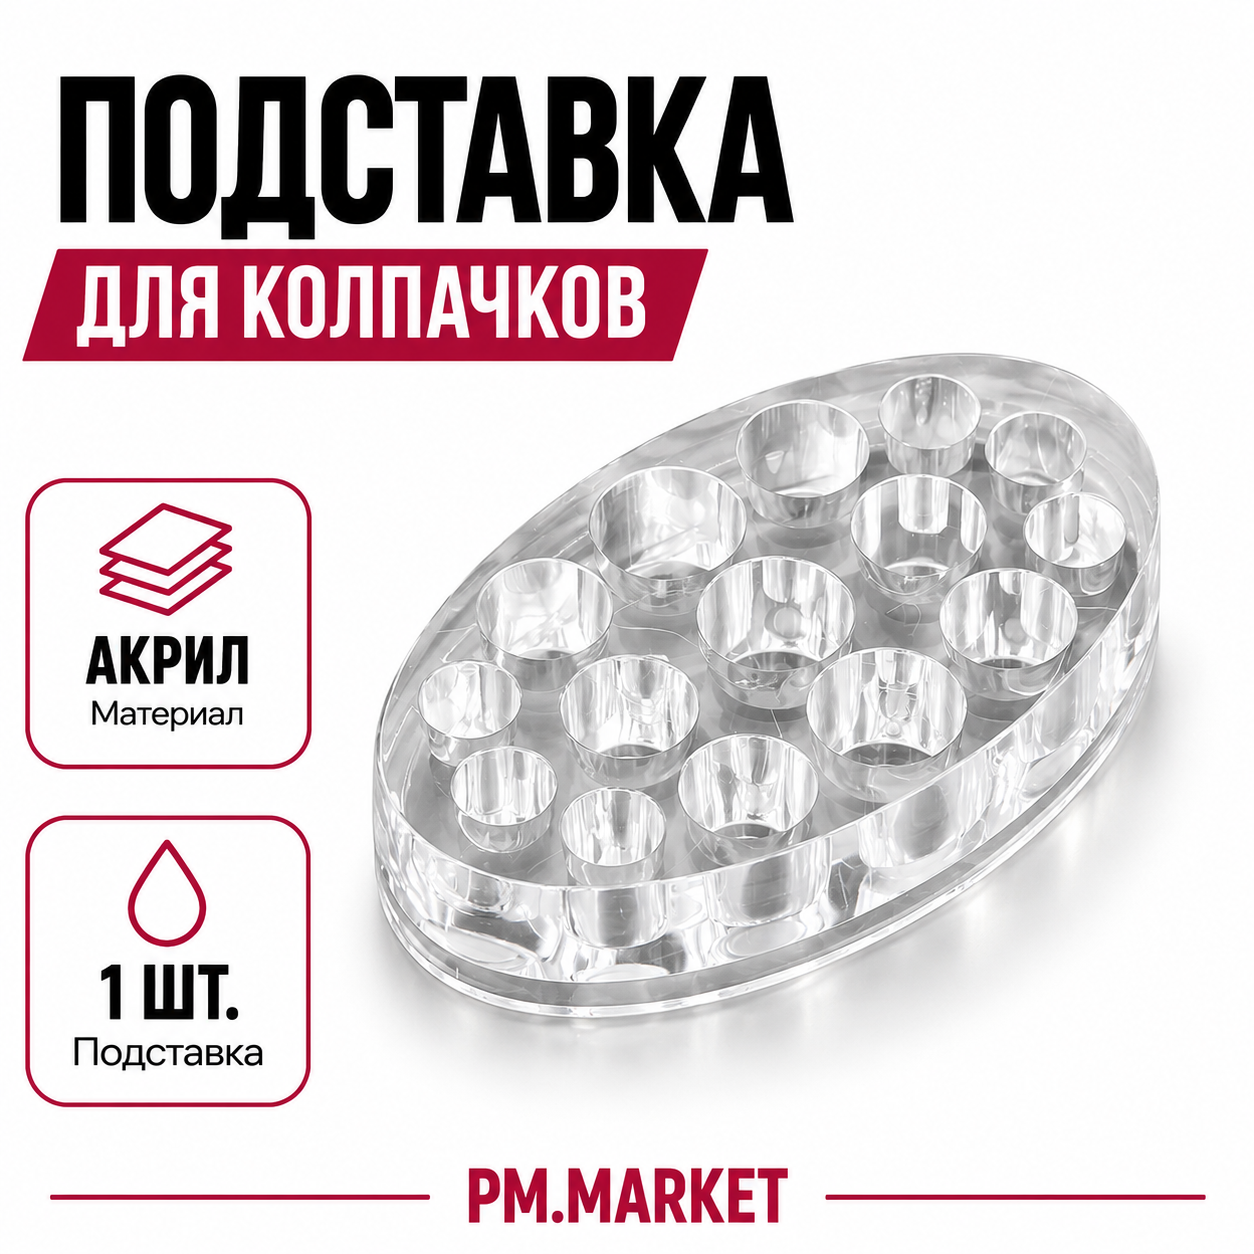 ПОДСТАВКА
ДЛЯ КОЛПАЧКОВ
АКРИЛ
Материал
1 ШТ.
Подставка
PM.MARKET